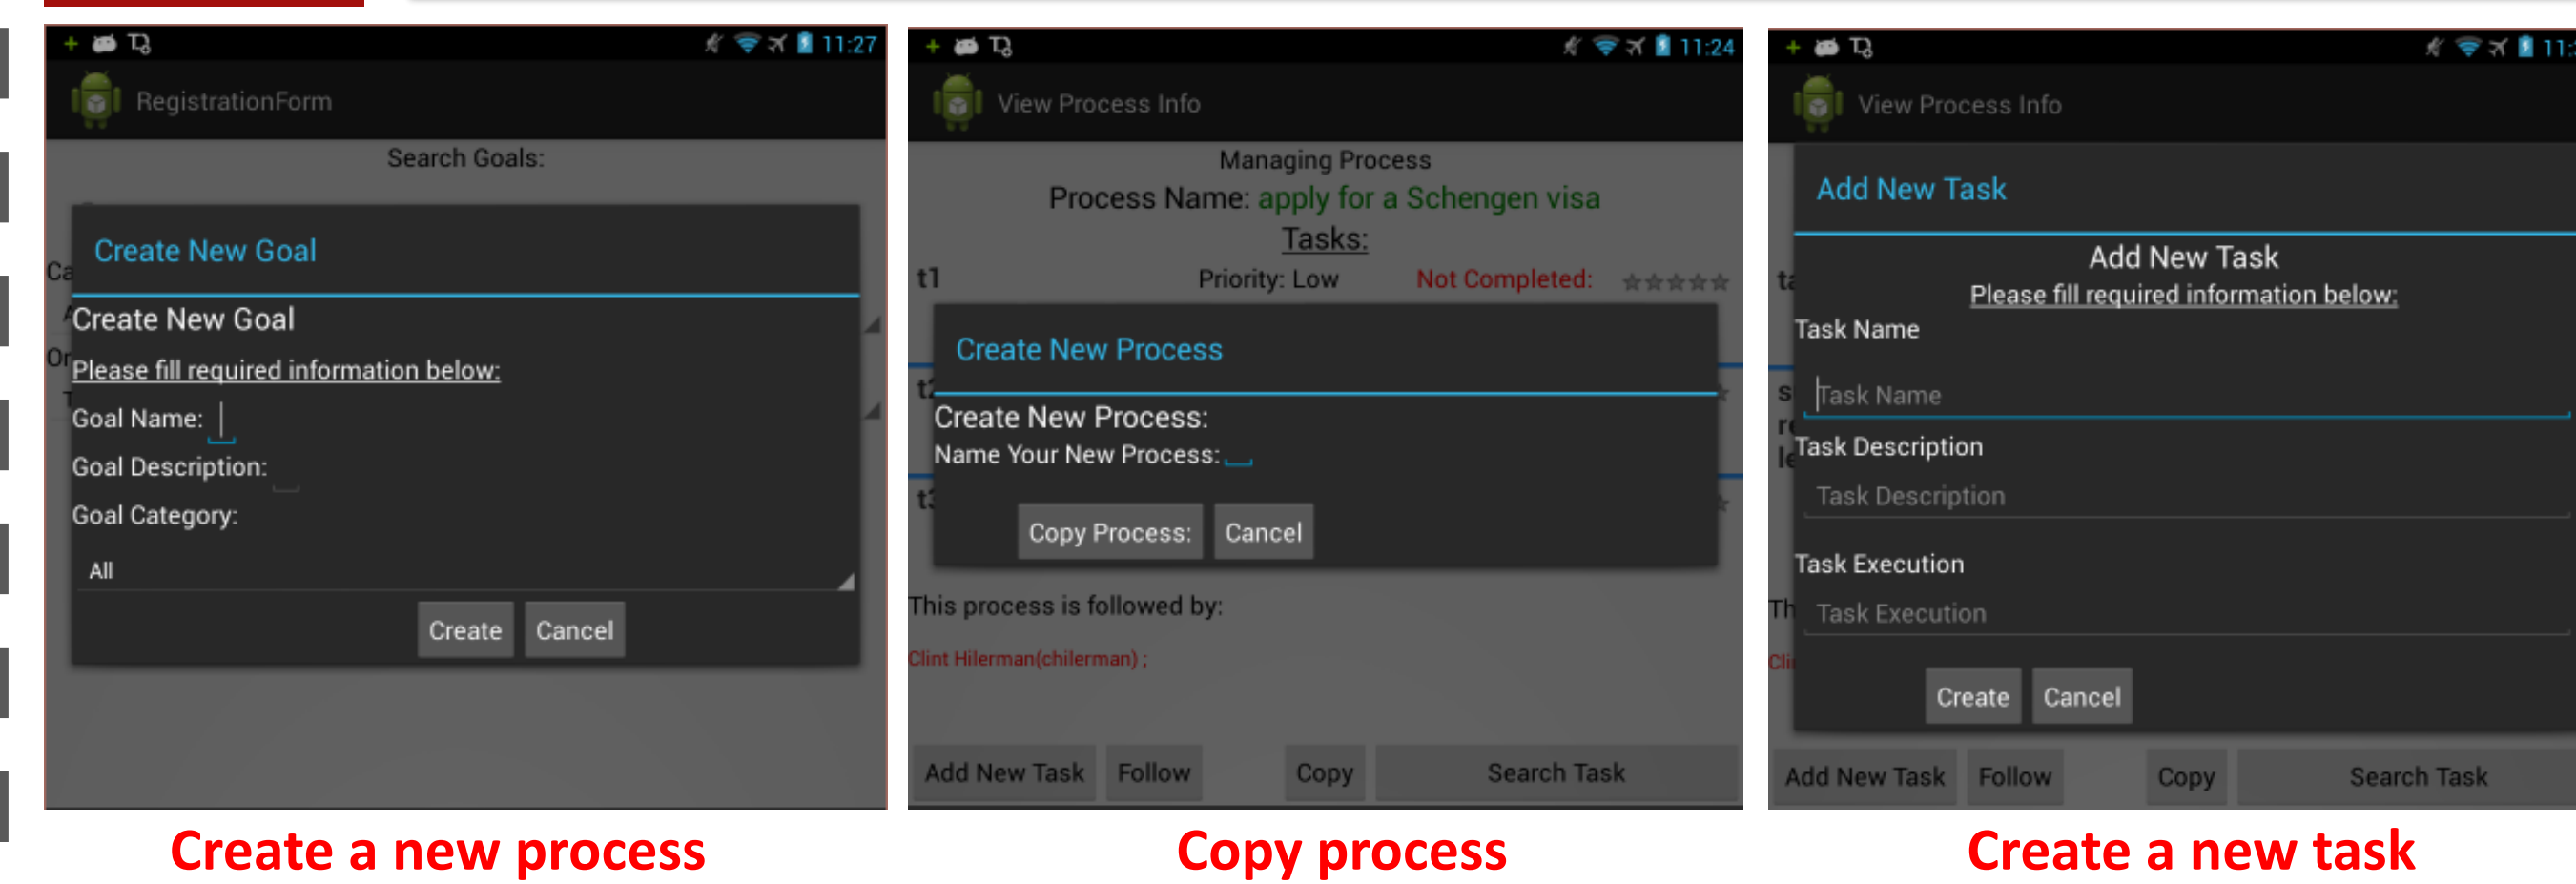 11:27
RegistrationForm
Search Goals:
Create New Goal
Create New Goal
Please fill required information below:
Goal Name:
Goal Description:
Goal Category:
All
Create Cancel
Create a new process
11:24
View Process Info
Managing Process
Process Name: apply for a Schengen visa
Tasks:
t1 Priority: Low Not Completed:
Create New Process
Create New Process:
Name Your New Process:
Copy Process: Cancel
This process is followed by:
Clint Hilerman(chilerman) ;
Add New Task Follow Copy Search Task
Copy process
View Process Info
Add New Task
Add New Task
Please fill required information below:
Task Name
Task Name
Task Description
Task Description
Task Execution
Task Execution
Create Cancel
Add New Task Follow Copy Search Task
Create a new task